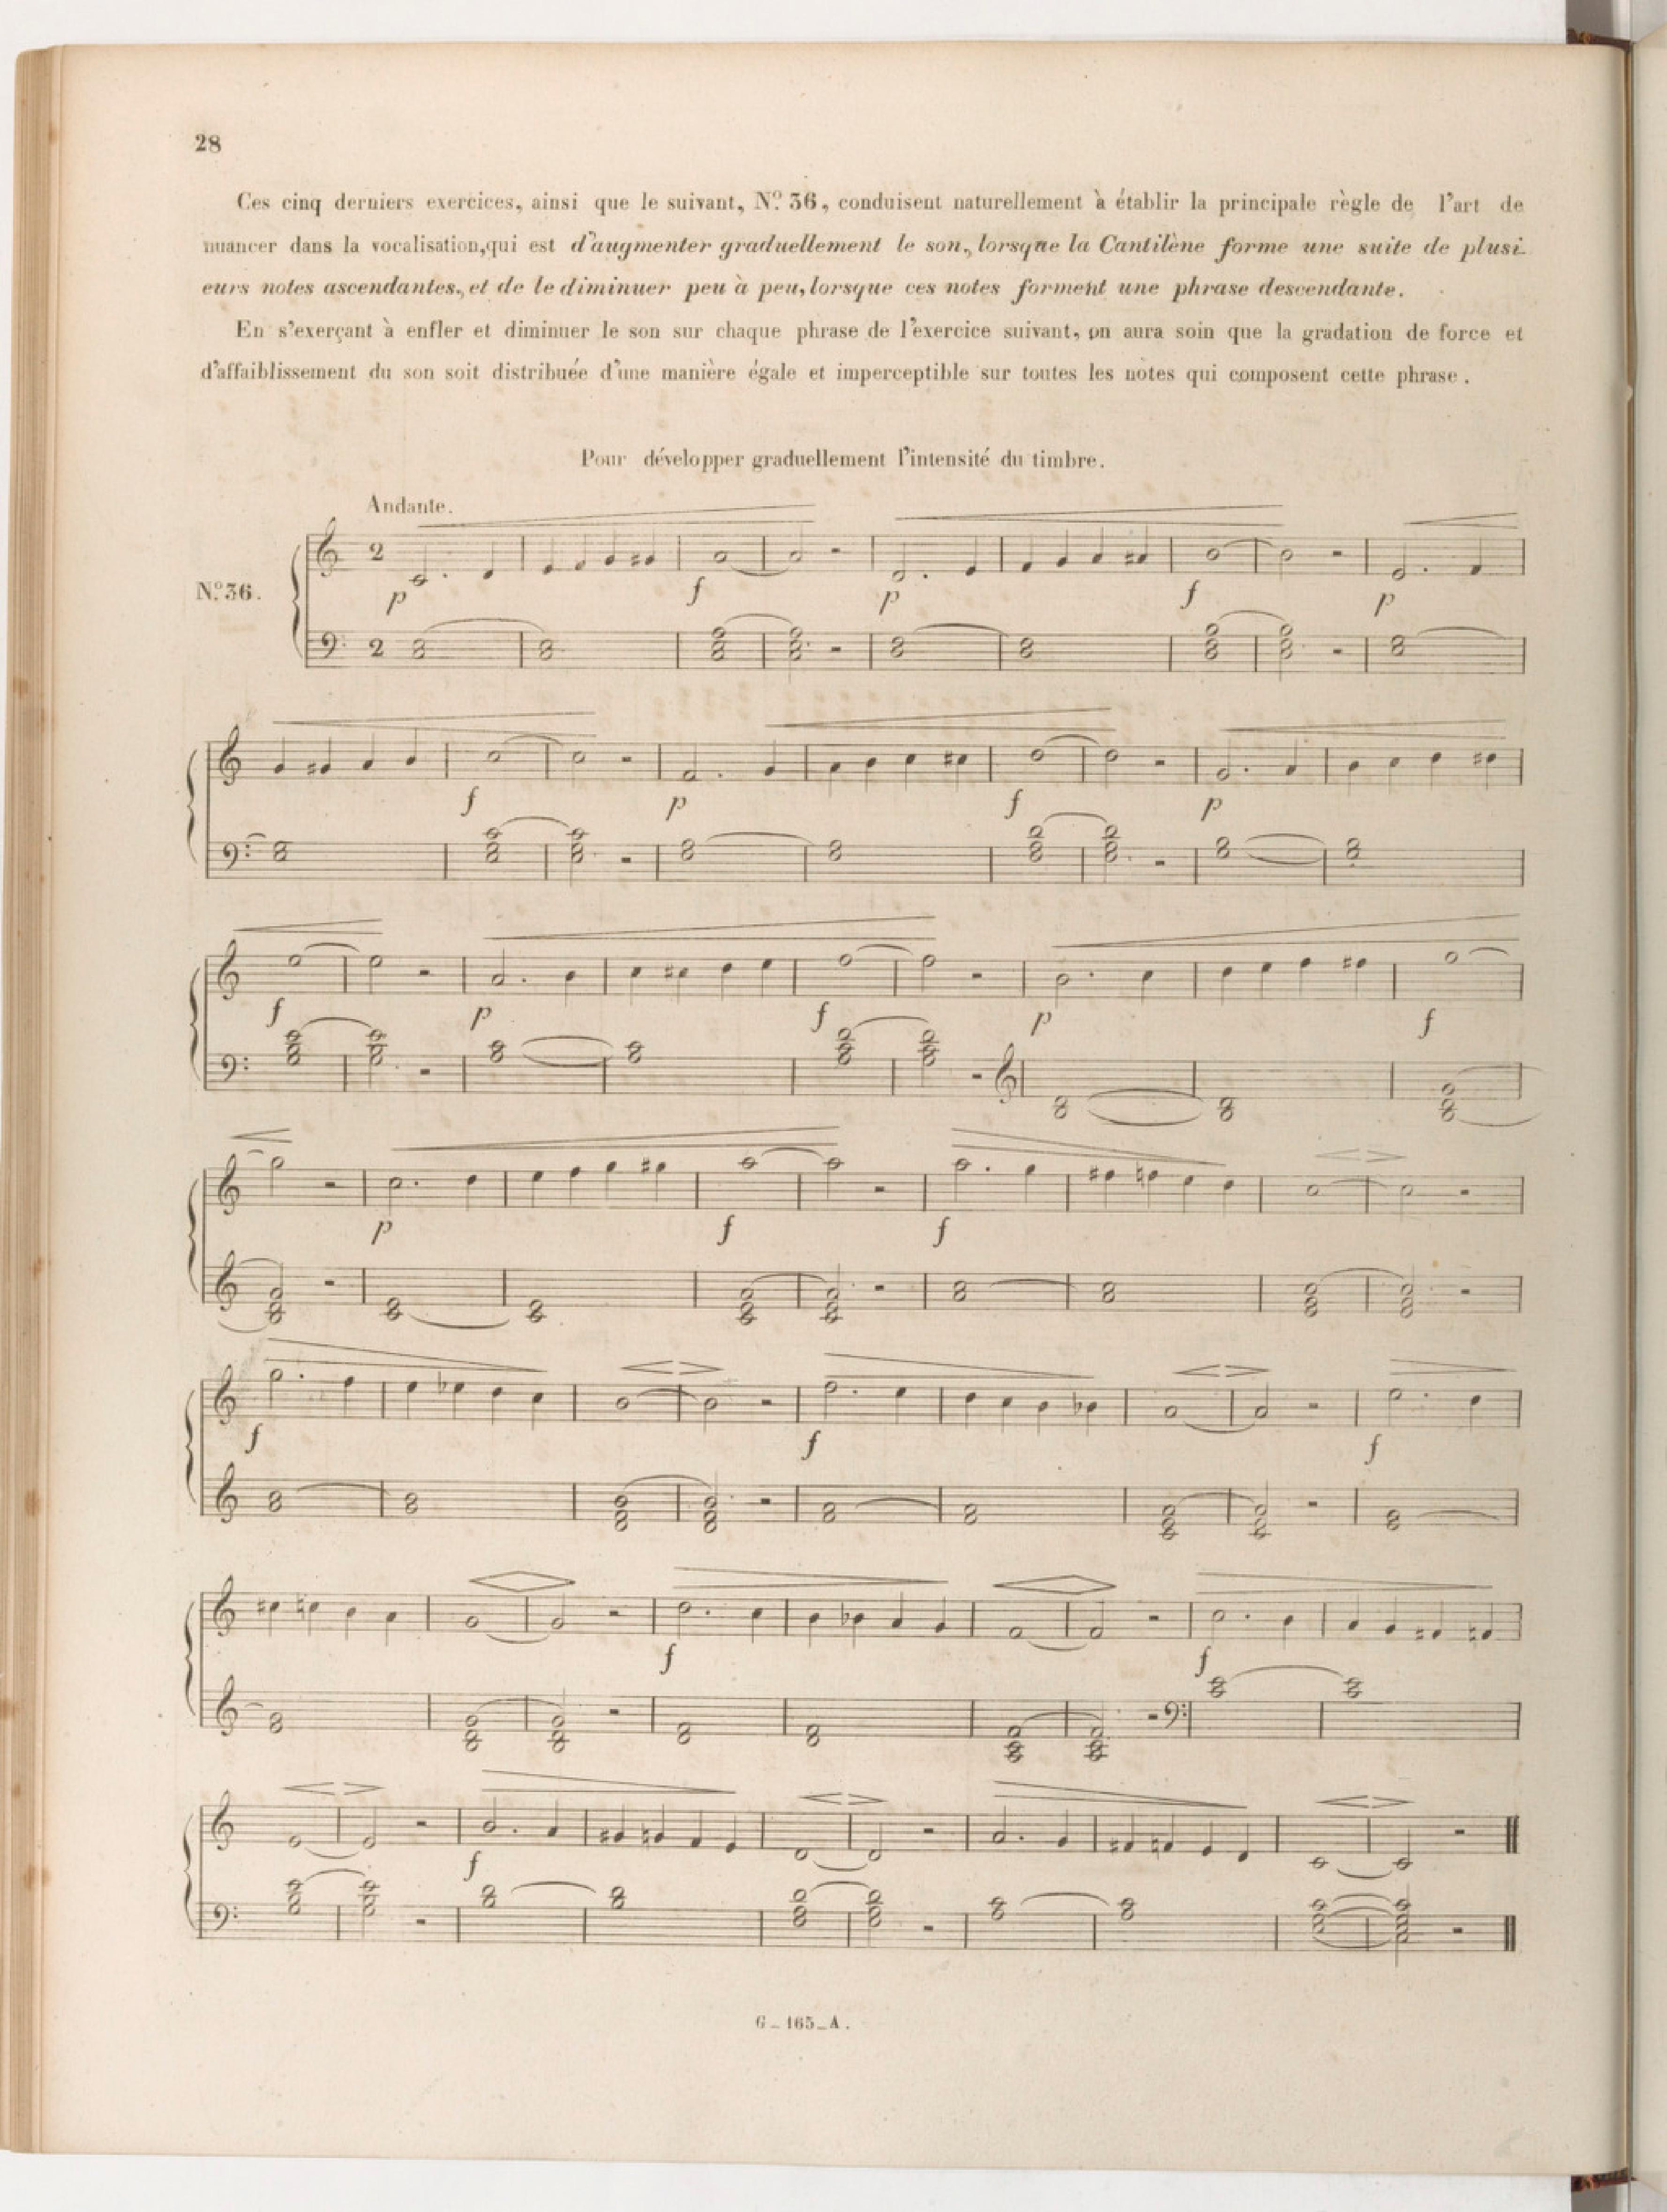 28
Ces cinq derniers exercices, ainsi que le suivant, Nº 36, conduisent naturellement à établir la principale règle de l'art de
nuancer dans la vocalisation, qui est d'augmenter graduellement le son, lorsque la Cantilène forme une suite de plusi-
eurs notes ascendantes, et de le diminuer peu à peu, lorsque ces notes forment une phrase descendante.
En s'exerçant à enfler et diminuer le son sur chaque phrase de l'exercice suivant, on aura soin que la gradation de force et
d'affaiblissement du son soit distribuée d'une manière égale et imperceptible sur toutes les notes qui composent cette phrase.
Pour développer graduellement l'intensité du timbre.
Andante.
Nº 36.
2
p f p f p
2
f p f p
f p f p f
p f f
f f f
f f
f
G_165_A.